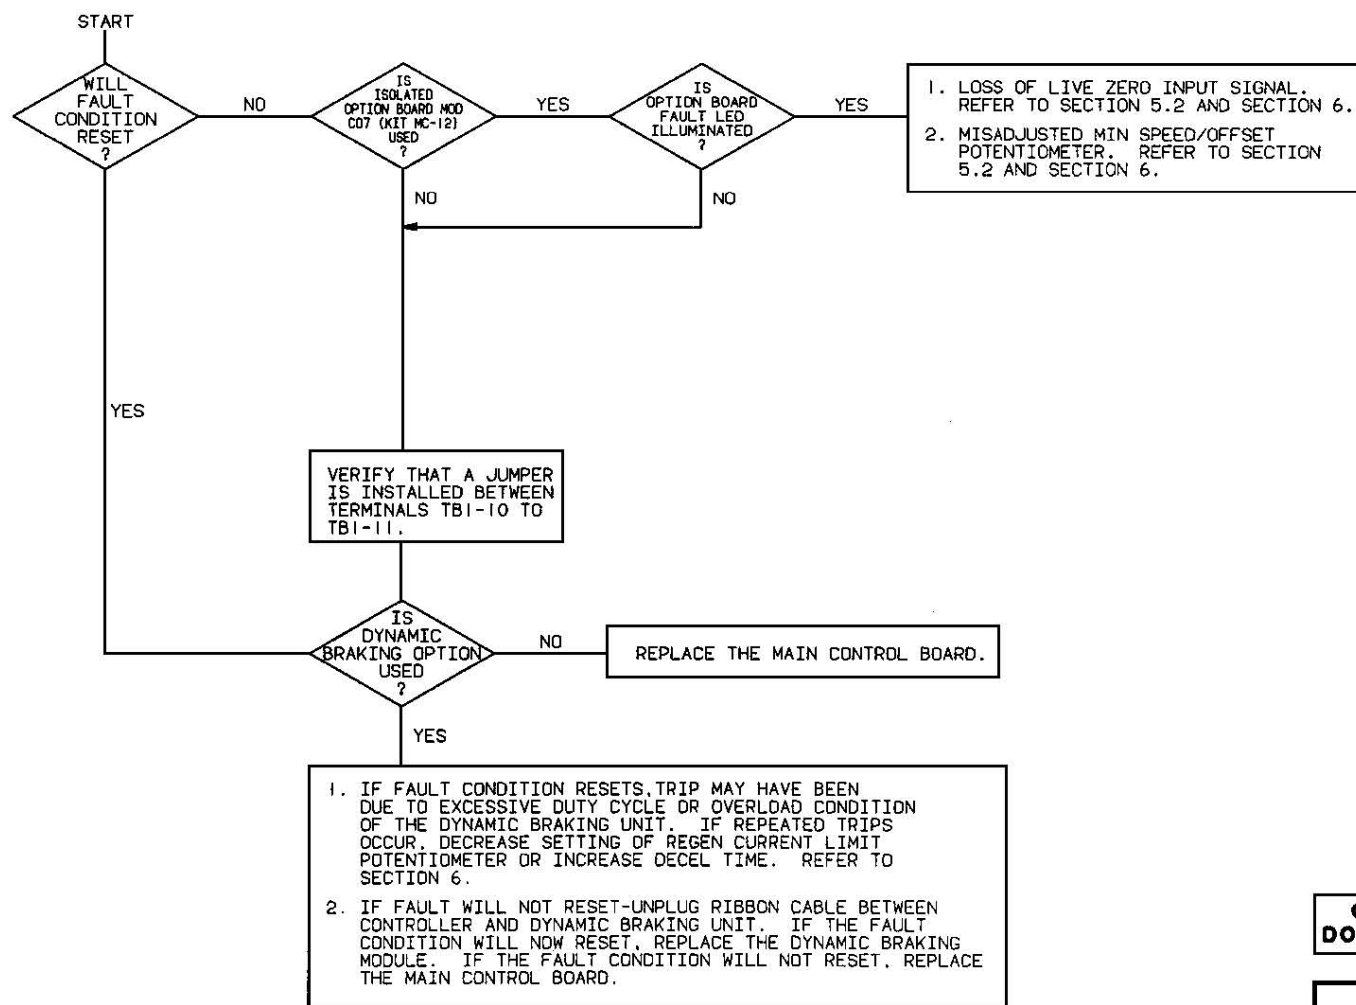 START
WILL
FAULT
CONDITION
RESET
?
NO
IS
ISOLATED
OPTION BOARD MOD
C07 (KIT MC-12)
USED
?
YES
IS
OPTION BOARD
FAULT LED
ILLUMINATED
?
YES
1. LOSS OF LIVE ZERO INPUT SIGNAL.
REFER TO SECTION 5.2 AND SECTION 6.
2. MISADJUSTED MIN SPEED/OFFSET
POTENTIOMETER. REFER TO SECTION
5.2 AND SECTION 6.
NO
NO
YES
VERIFY THAT A JUMPER
IS INSTALLED BETWEEN
TERMINALS TB1-10 TO
TB1-11.
IS
DYNAMIC
BRAKING OPTION
USED
?
NO
REPLACE THE MAIN CONTROL BOARD.
YES
1. IF FAULT CONDITION RESETS, TRIP MAY HAVE BEEN
DUE TO EXCESSIVE DUTY CYCLE OR OVERLOAD CONDITION
OF THE DYNAMIC BRAKING UNIT. IF REPEATED TRIPS
OCCUR, DECREASE SETTING OF REGEN CURRENT LIMIT
POTENTIOMETER OR INCREASE DECEL TIME. REFER TO
SECTION 6.
2. IF FAULT WILL NOT RESET-UNPLUG RIBBON CABLE BETWEEN
CONTROLLER AND DYNAMIC BRAKING UNIT. IF THE FAULT
CONDITION WILL NOW RESET, REPLACE THE DYNAMIC BRAKING
MODULE. IF THE FAULT CONDITION WILL NOT RESET, REPLACE
THE MAIN CONTROL BOARD.
DO